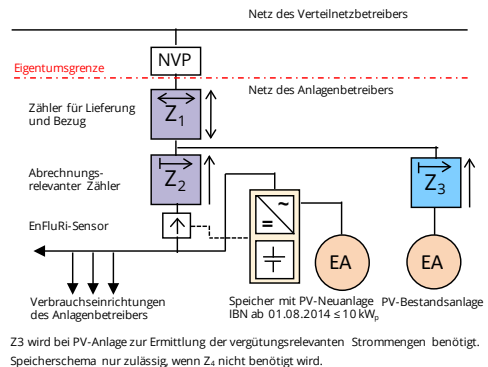 Netz des Verteilnetzbetreibers
NVP
Eigentumsgrenze
Netz des Anlagenbetreibers
Zähler für Lieferung
und Bezug
Z1
Abrechnungs-
relevanter Zähler
Z2
Z3
EnFluRi-Sensor
~
=
EA
EA
Verbrauchseinrichtungen
des Anlagenbetreibers
Speicher mit PV-Neuanlage
IBN ab 01.08.2014 ≤ 10 kWp
PV-Bestandsanlage
Z3 wird bei PV-Anlage zur Ermittlung der vergütungsrelevanten Strommengen benötigt.
Speicherschema nur zulässig, wenn Z4 nicht benötigt wird.